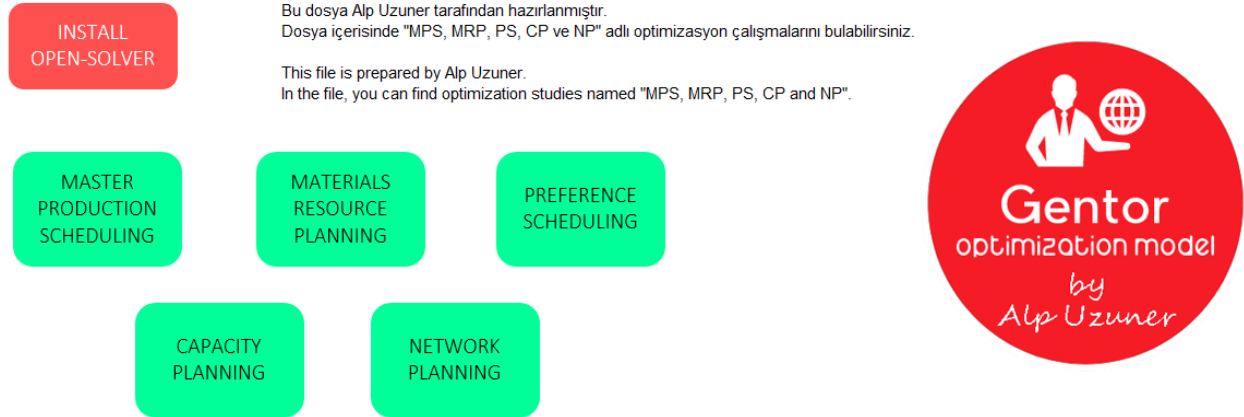 INSTALL
OPEN-SOLVER
Bu dosya Alp Uzuner tarafından hazırlanmıştır.
Dosya içerisinde "MPS, MRP, PS, CP ve NP" adlı optimizasyon çalışmalarını bulabilirsiniz.
This file is prepared by Alp Uzuner.
In the file, you can find optimization studies named "MPS, MRP, PS, CP and NP".
MASTER
PRODUCTION
SCHEDULING
MATERIALS
RESOURCE
PLANNING
PREFERENCE
SCHEDULING
CAPACITY
PLANNING
NETWORK
PLANNING
Gentor
optimization model
by
Alp Uzuner